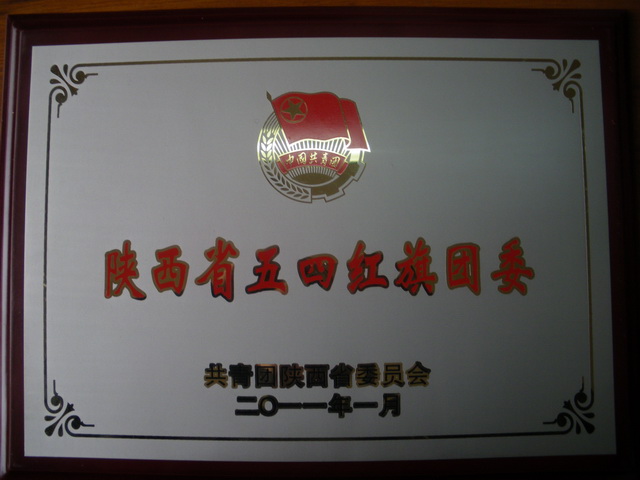 中国共青团
陕西省五四红旗团委
共青团陕西省委员会
二〇一一年一月